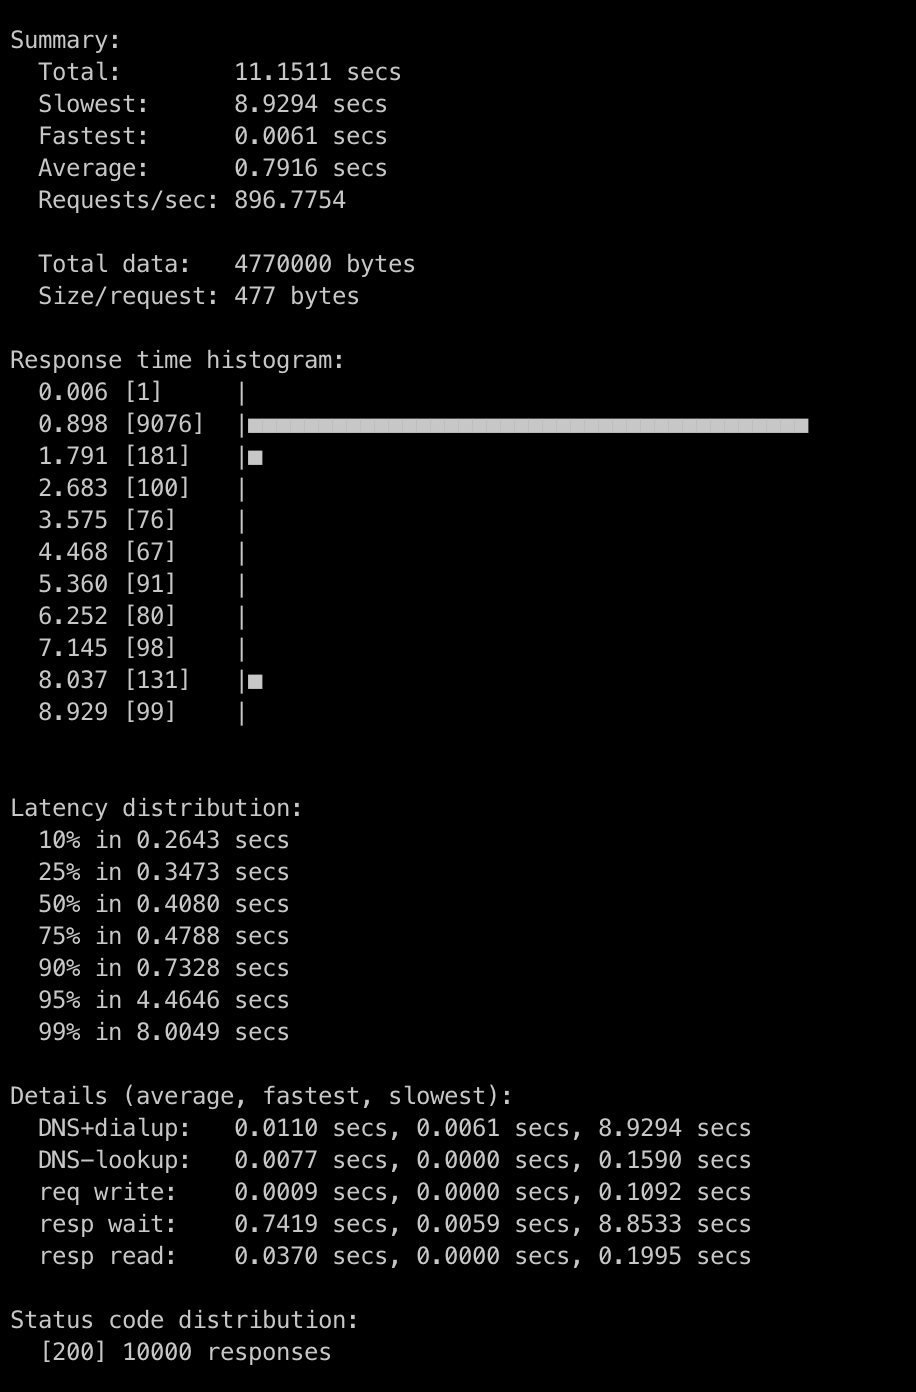 Summary:
  Total:        11.1511 secs
  Slowest:      8.9294 secs
  Fastest:      0.0061 secs
  Average:      0.7916 secs
  Requests/sec: 896.7754

  Total data:   4770000 bytes
  Size/request: 477 bytes

Response time histogram:
  0.006 [1]     |
  0.898 [9076]  |■■■■■■■■■■■■■■■■■■■■■■■■■■■■■■■■■■■■■■■■
  1.791 [181]   |■
  2.683 [100]   |
  3.575 [76]    |
  4.468 [67]    |
  5.360 [91]    |
  6.252 [80]    |
  7.145 [98]    |
  8.037 [131]   |■
  8.929 [99]    |

Latency distribution:
  10% in 0.2643 secs
  25% in 0.3473 secs
  50% in 0.4080 secs
  75% in 0.4788 secs
  90% in 0.7328 secs
  95% in 4.4646 secs
  99% in 8.0049 secs

Details (average, fastest, slowest):
  DNS+dialup:   0.0110 secs, 0.0061 secs, 8.9294 secs
  DNS-lookup:   0.0077 secs, 0.0000 secs, 0.1590 secs
  req write:    0.0009 secs, 0.0000 secs, 0.1092 secs
  resp wait:    0.7419 secs, 0.0059 secs, 8.8533 secs
  resp read:    0.0370 secs, 0.0000 secs, 0.1995 secs

Status code distribution:
  [200] 10000 responses